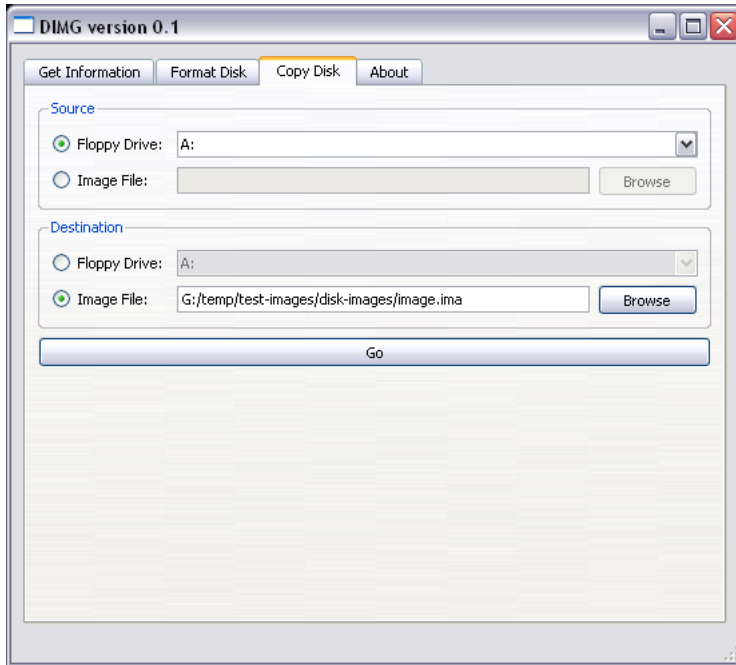 DIMG version 0.1
Get Information Format Disk Copy Disk About
Source
Floppy Drive: A:
Image File: Browse
Destination
Floppy Drive: A:
Image File: G:/temp/test-images/disk-images/image.ima Browse
Go